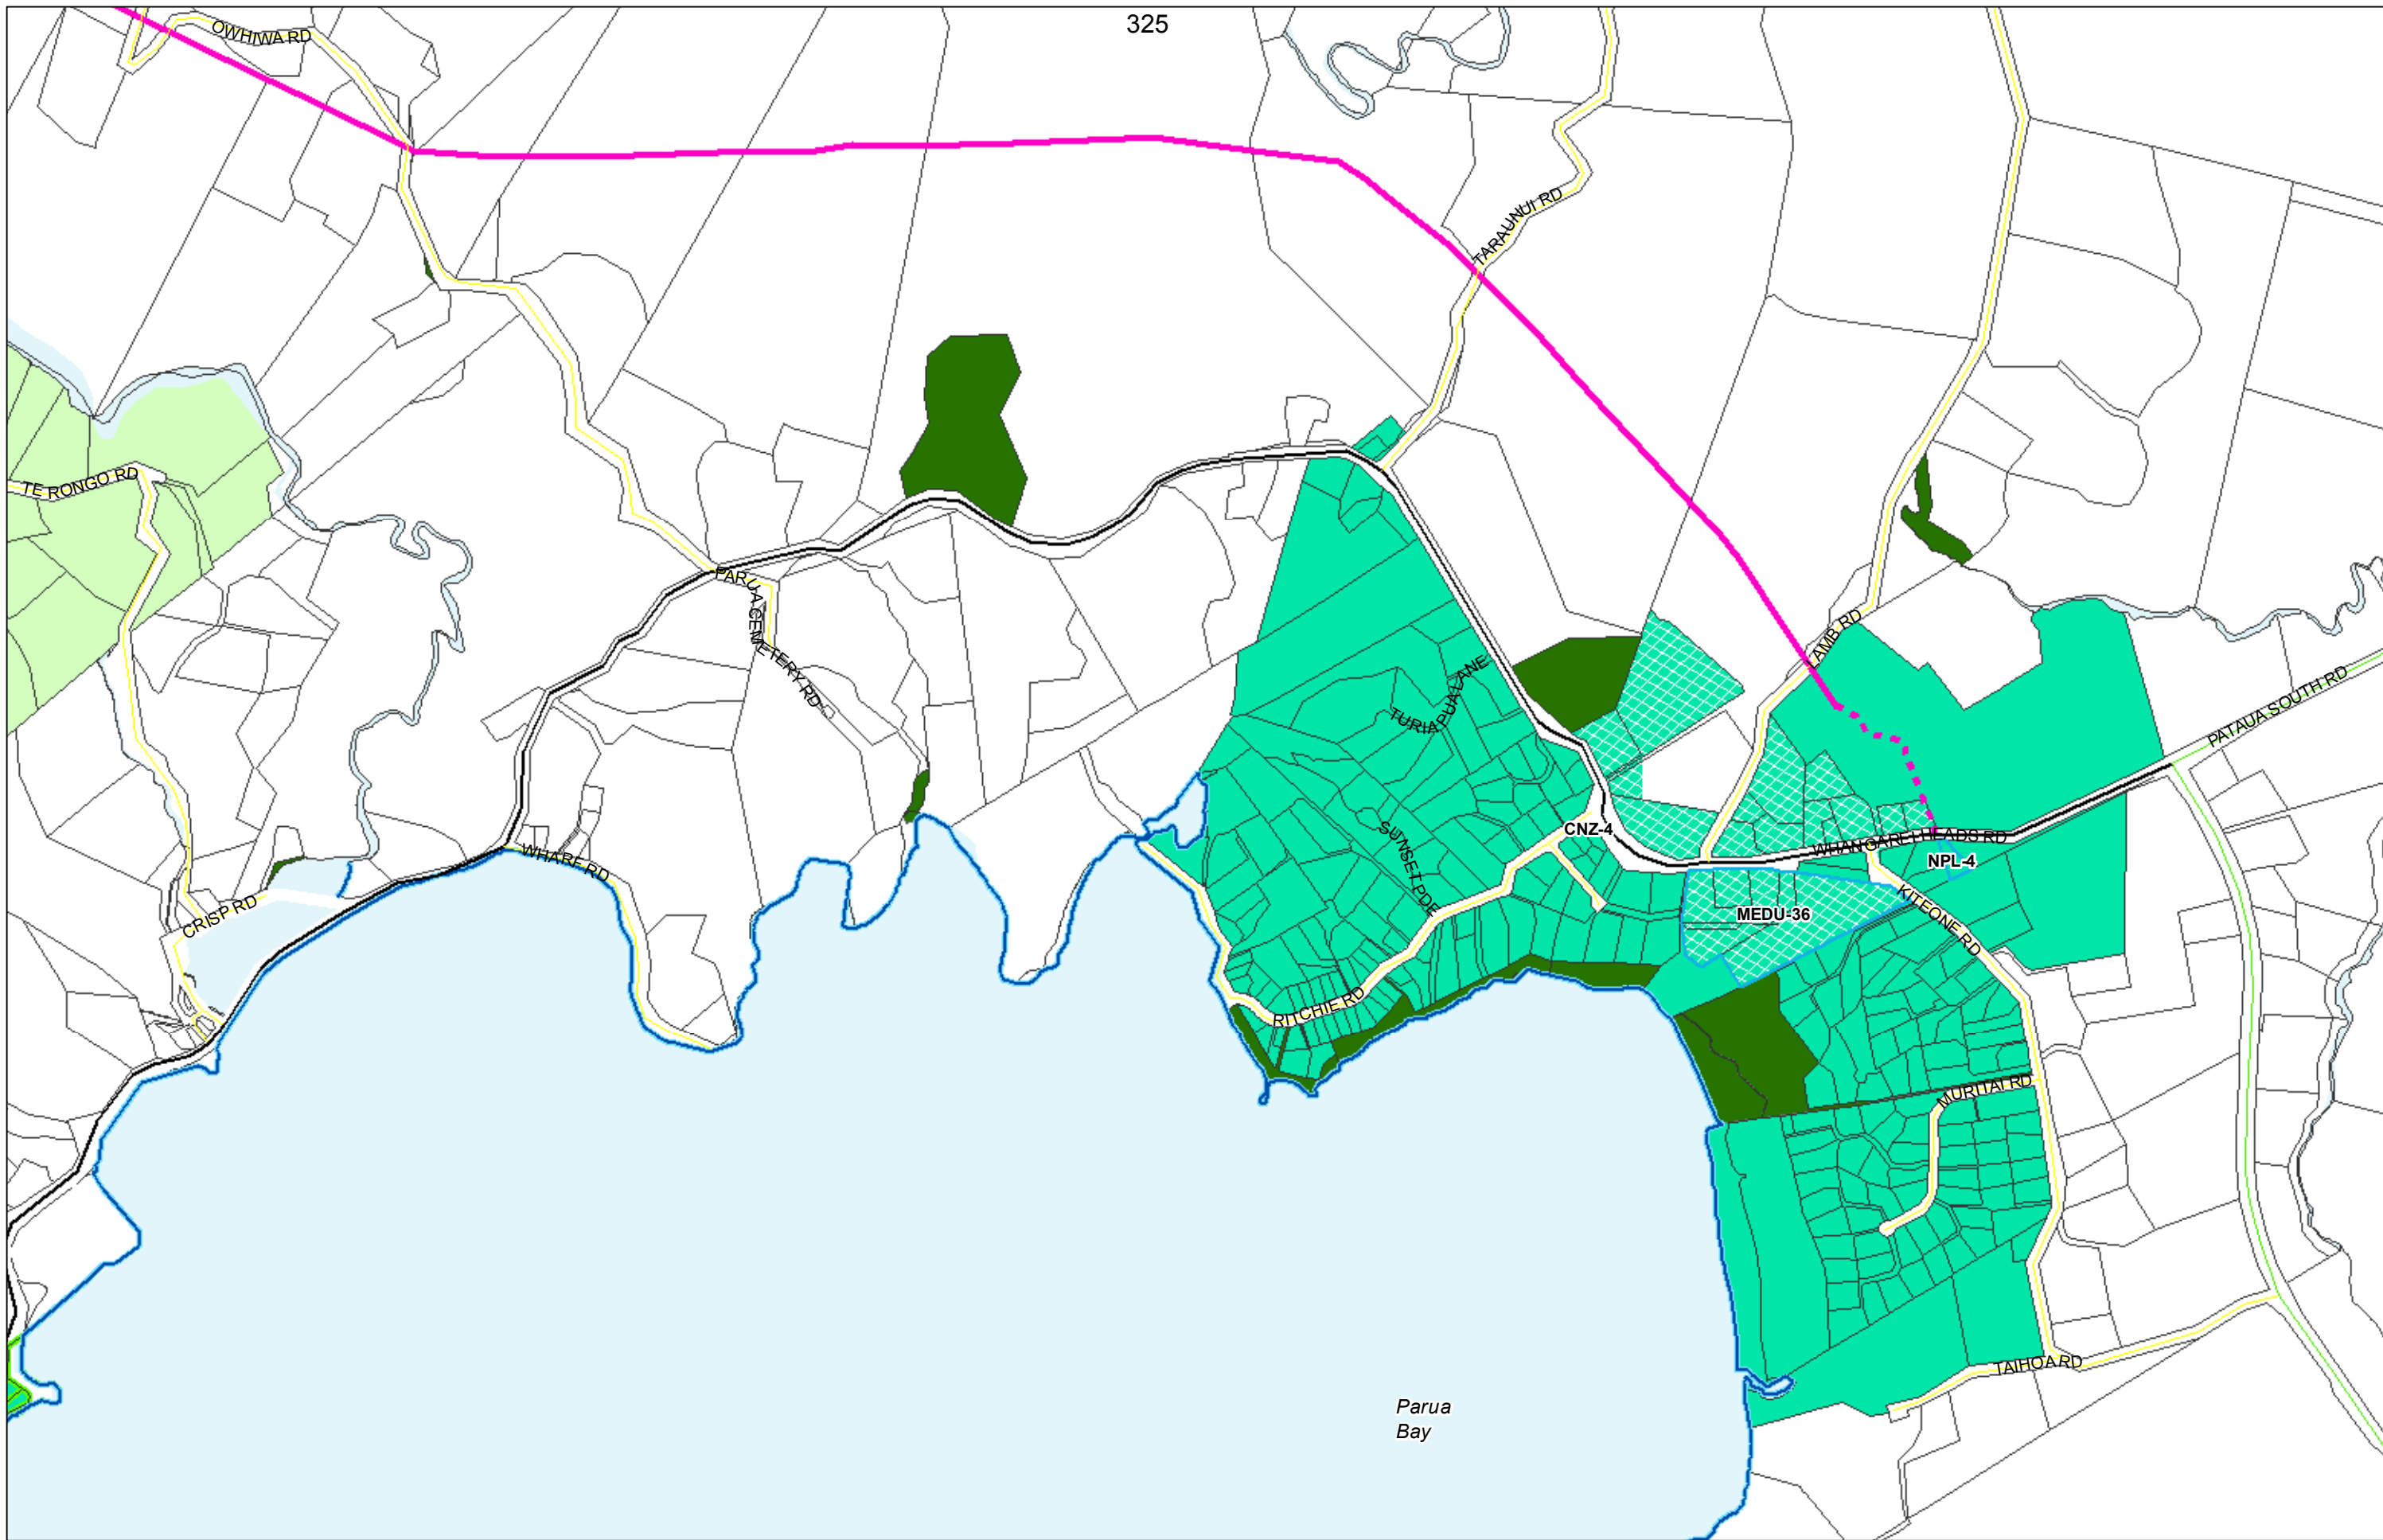 325
OWHIWA RD
TARAUNUI RD
TE RONGO RD
PARUA CEMETERY RD
LAMB RD
TURIAPUA LANE
PATAUA SOUTH RD
SUNSET PDE
CNZ-4
WHANGAREI HEADS RD
NPL-4
WHARF RD
CRISP RD
MEDU-36
KITEONE RD
RITCHIE RD
MURITAI RD
TAIHOA RD
Parua
Bay